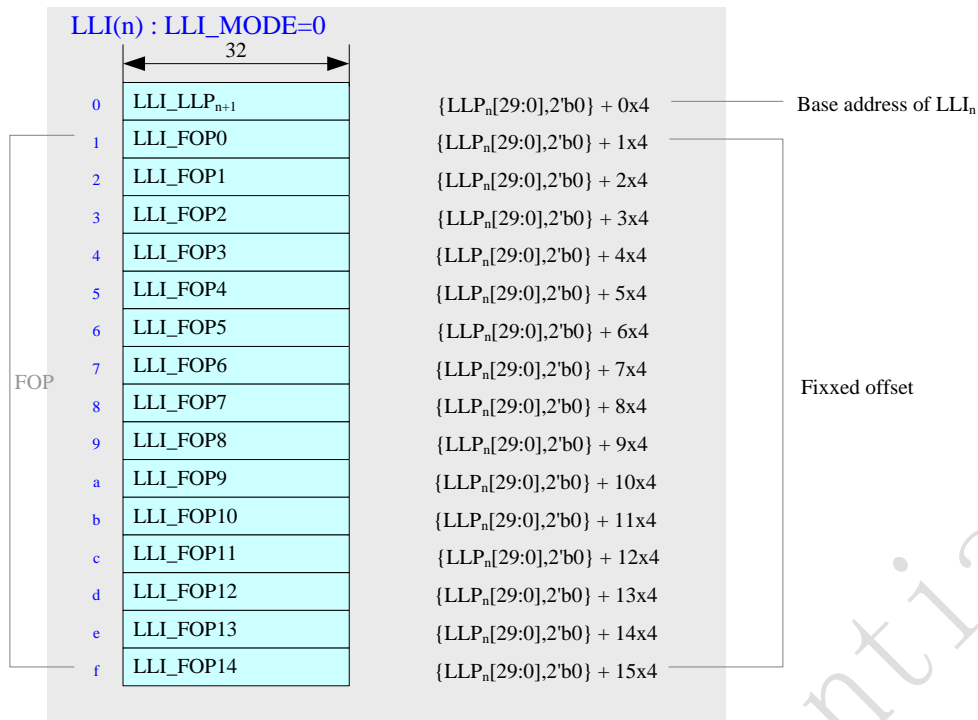 LLI(n) : LLI_MODE=0
32
0 LLI_LLPn+1 {LLPn[29:0],2'b0} + 0x4 Base address of LLIn
1 LLI_FOP0 {LLPn[29:0],2'b0} + 1x4
2 LLI_FOP1 {LLPn[29:0],2'b0} + 2x4
3 LLI_FOP2 {LLPn[29:0],2'b0} + 3x4
4 LLI_FOP3 {LLPn[29:0],2'b0} + 4x4
5 LLI_FOP4 {LLPn[29:0],2'b0} + 5x4
6 LLI_FOP5 {LLPn[29:0],2'b0} + 6x4
7 LLI_FOP6 {LLPn[29:0],2'b0} + 7x4
FOP Fixxed offset
8 LLI_FOP7 {LLPn[29:0],2'b0} + 8x4
9 LLI_FOP8 {LLPn[29:0],2'b0} + 9x4
a LLI_FOP9 {LLPn[29:0],2'b0} + 10x4
b LLI_FOP10 {LLPn[29:0],2'b0} + 11x4
c LLI_FOP11 {LLPn[29:0],2'b0} + 12x4
d LLI_FOP12 {LLPn[29:0],2'b0} + 13x4
e LLI_FOP13 {LLPn[29:0],2'b0} + 14x4
f LLI_FOP14 {LLPn[29:0],2'b0} + 15x4